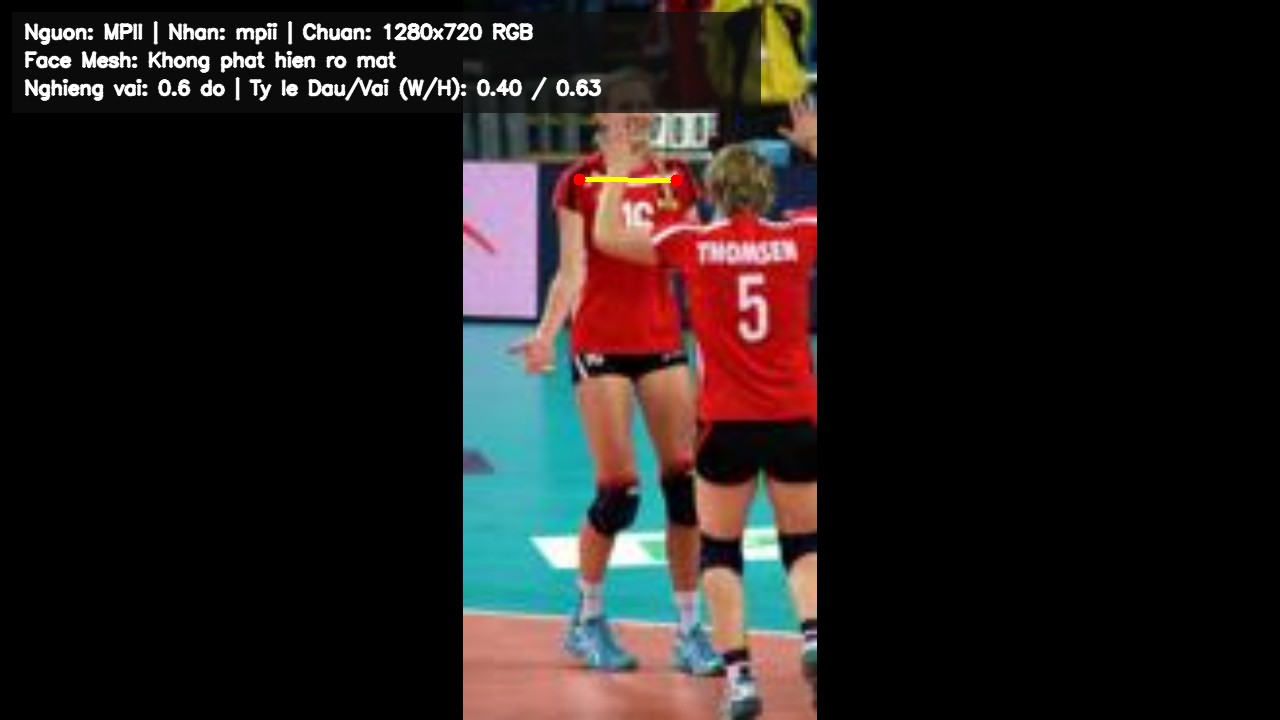 Nguon: MPII | Nhan: mpii | Chuan: 1280x720 RGB
Face Mesh: Khong phat hien ro mat
Nghieng vai: 0.6 do | Ty le Dau/Vai (W/H): 0.40 / 0.63
THOMSEN
5